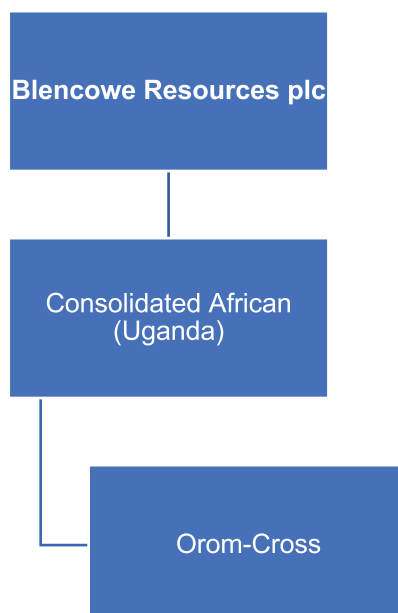 Blencowe Resources plc
Consolidated African
(Uganda)
Orom-Cross